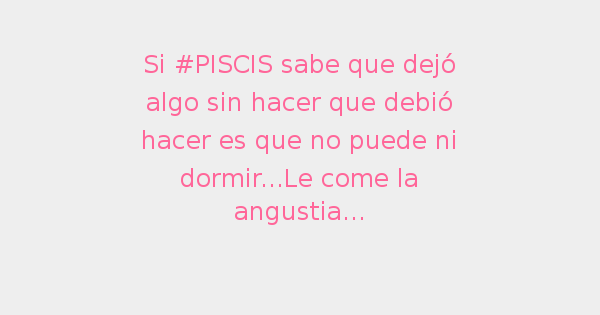 Si #PISCIS sabe que dejó
algo sin hacer que debió
hacer es que no puede ni
dormir...Le come la
angustia...